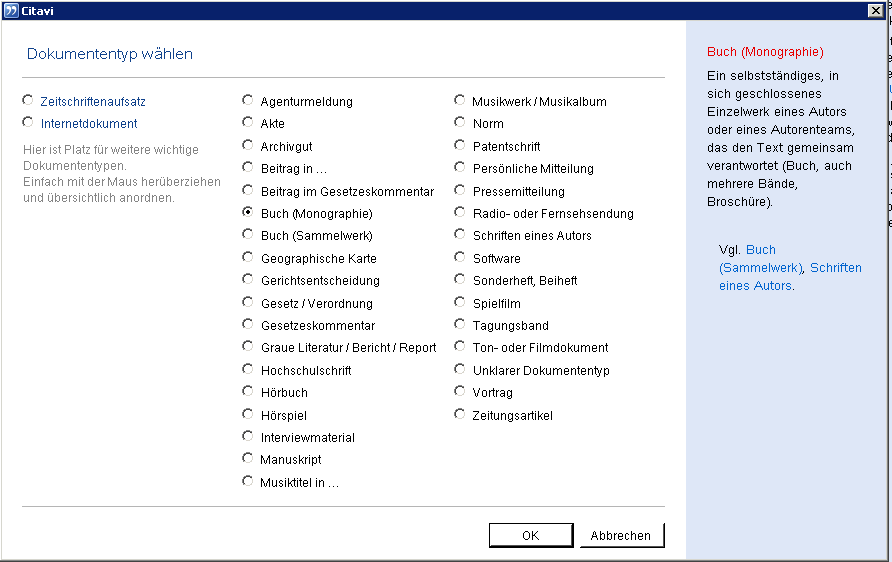 Citavi
Dokumententyp wählen
Zeitschriftenaufsatz
Internetdokument
Hier ist Platz für weitere wichtige
Dokumententypen.
Einfach mit der Maus herüberziehen
und übersichtlich anordnen.
Agenturmeldung
Akte
Archivgut
Beitrag in ...
Beitrag im Gesetzeskommentar
Buch (Monographie)
Buch (Sammelwerk)
Geographische Karte
Gerichtsentscheidung
Gesetz / Verordnung
Gesetzeskommentar
Graue Literatur / Bericht / Report
Hochschulschrift
Hörbuch
Hörspiel
Interviewmaterial
Manuskript
Musiktitel in ...
Musikwerk / Musikalbum
Norm
Patentschrift
Persönliche Mitteilung
Pressemitteilung
Radio- oder Fernsehsendung
Schriften eines Autors
Software
Sonderheft, Beiheft
Spielfilm
Tagungsband
Ton- oder Filmdokument
Unklarer Dokumententyp
Vortrag
Zeitungsartikel
Buch (Monographie)
Ein selbstständiges, in
sich geschlossenes
Einzelwerk eines Autors
oder eines Autorenteams,
das den Text gemeinsam
verantwortet (Buch, auch
mehrere Bände,
Broschüre).
Vgl. Buch
(Sammelwerk), Schriften
eines Autors.
OK
Abbrechen